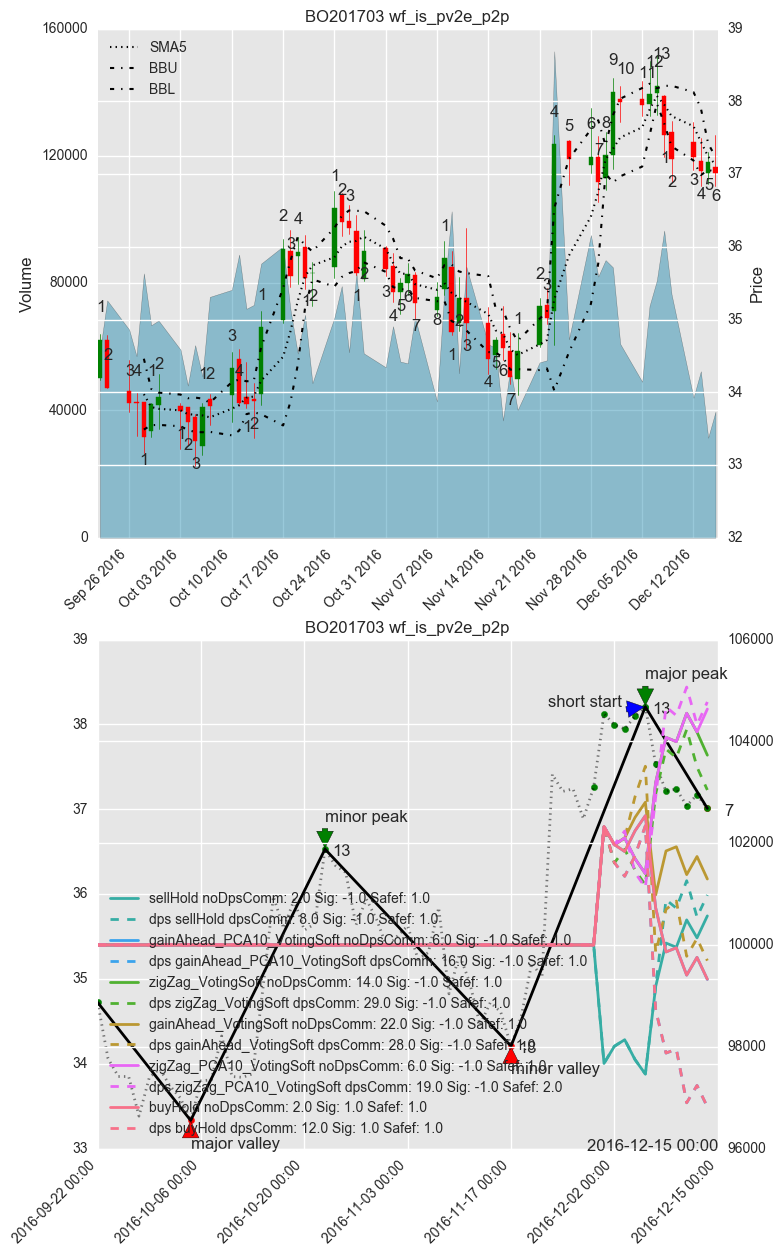 BO201703 wf_is_pv2e_p2p
160000
120000
80000
40000
0
Volume
39
38
37
36
35
34
33
32
Price
SMA5
BBU
BBL
Sep 26 2016
Oct 03 2016
Oct 10 2016
Oct 17 2016
Oct 24 2016
Oct 31 2016
Nov 07 2016
Nov 14 2016
Nov 21 2016
Nov 28 2016
Dec 05 2016
Dec 12 2016
BO201703 wf_is_pv2e_p2p
39
38
37
36
35
34
33
106000
104000
102000
100000
98000
96000
major peak
short start
13
7
minor peak
13
sellHold noDpsComm: 2.0 Sig: -1.0 Safef: 1.0
dps sellHold dpsComm: 8.0 Sig: -1.0 Safef: 1.0
gainAhead_PCA10_VotingSoft noDpsComm: 6.0 Sig: -1.0 Safef: 1.0
dps gainAhead_PCA10_VotingSoft dpsComm: 16.0 Sig: -1.0 Safef: 1.0
zigZag_VotingSoft noDpsComm: 14.0 Sig: -1.0 Safef: 1.0
dps zigZag_VotingSoft dpsComm: 29.0 Sig: -1.0 Safef: 1.0
gainAhead_VotingSoft noDpsComm: 22.0 Sig: -1.0 Safef: 1.0
dps gainAhead_VotingSoft dpsComm: 28.0 Sig: -1.0 Safef: 1.0
zigZag_PCA10_VotingSoft noDpsComm: 6.0 Sig: -1.0 Safef: 1.0
dps zigZag_PCA10_VotingSoft dpsComm: 19.0 Sig: -1.0 Safef: 2.0
buyHold noDpsComm: 2.0 Sig: 1.0 Safef: 1.0
dps buyHold dpsComm: 12.0 Sig: 1.0 Safef: 1.0
minor valley
major valley
2016-12-15 00:00
2016-09-22 00:00
2016-10-06 00:00
2016-10-20 00:00
2016-11-03 00:00
2016-11-17 00:00
2016-12-02 00:00
2016-12-15 00:00